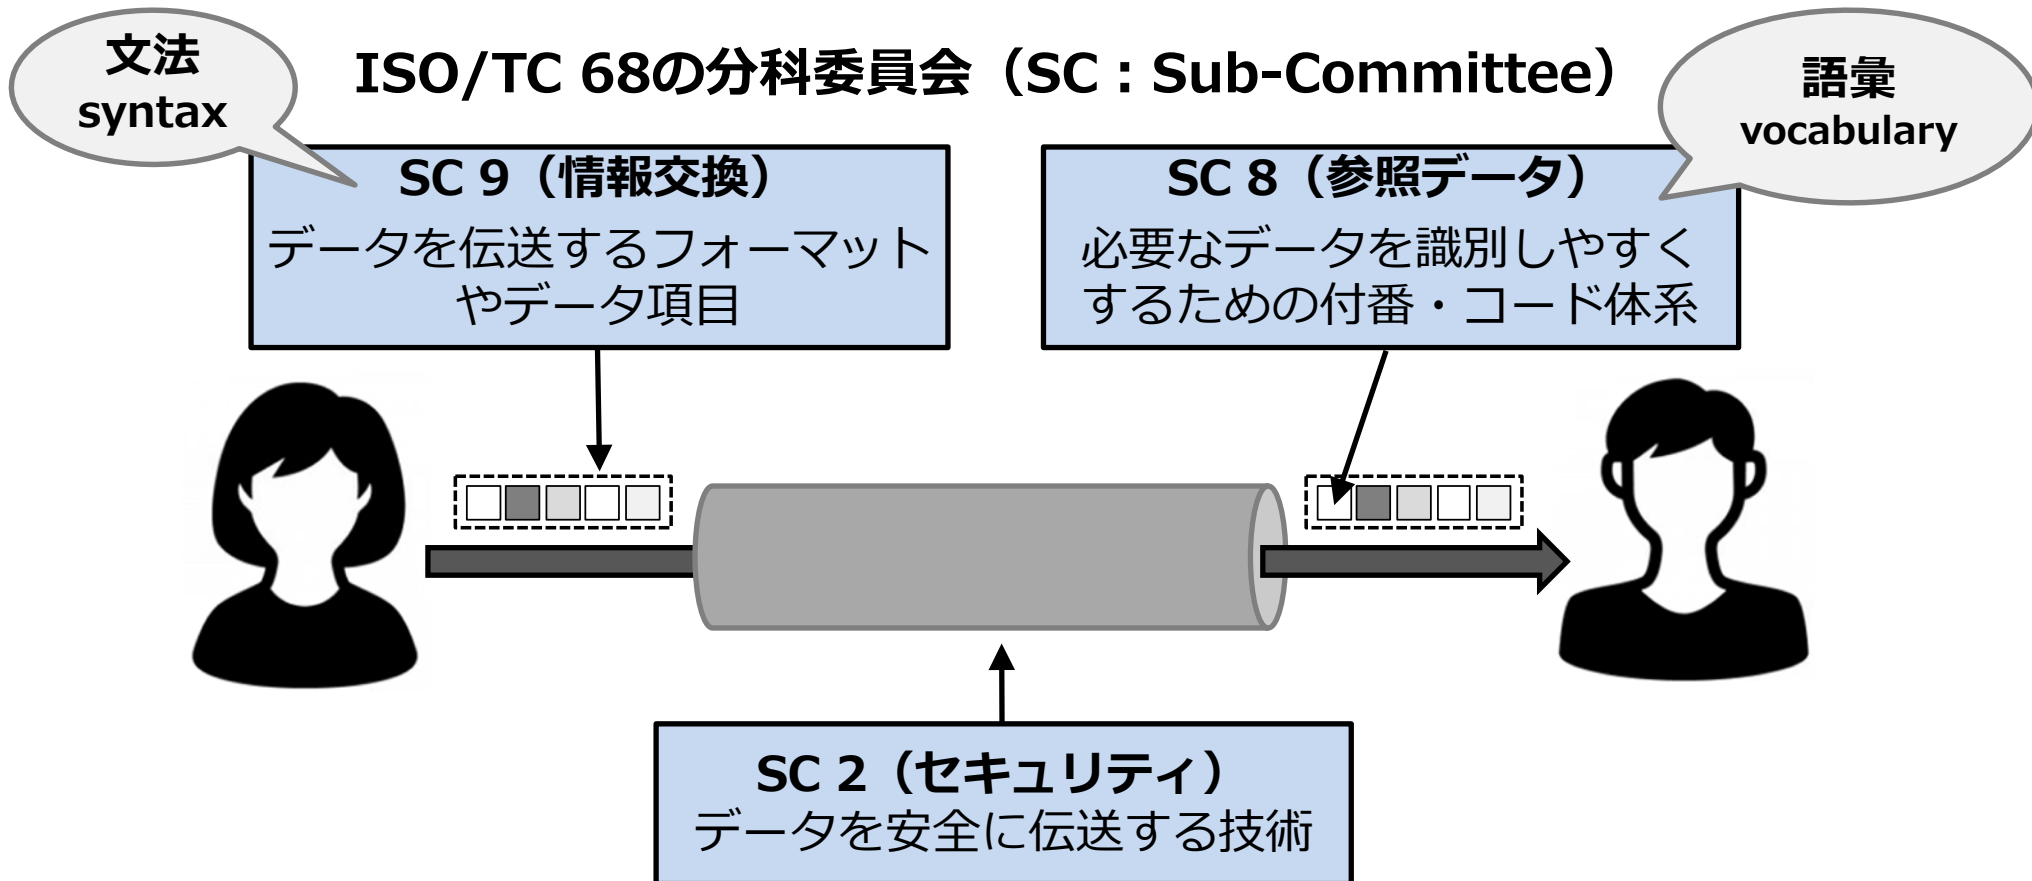 文法
syntax
ISO/TC 68の分科委員会（SC：Sub-Committee）
語彙
vocabulary
SC 9（情報交換）
データを伝送するフォーマット
やデータ項目
SC 8（参照データ）
必要なデータを識別しやすく
するための付番・コード体系
SC 2（セキュリティ）
データを安全に伝送する技術